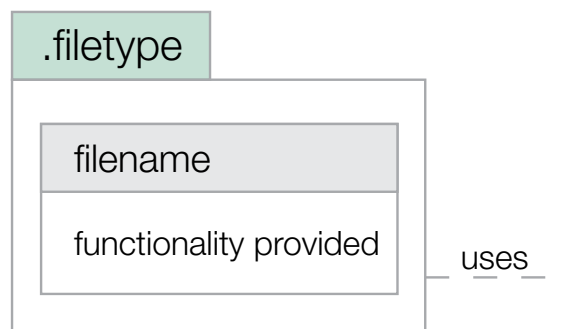 .filetype
filename
functionality provided
uses